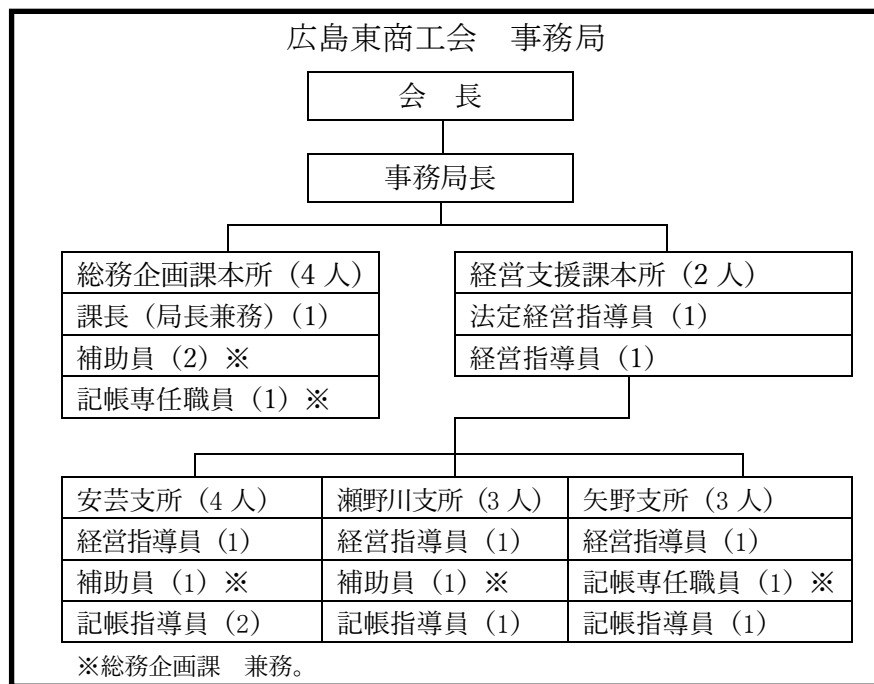 広島東商工会　事務局
会　長
事務局長
総務企画課本所（4 人）
課長（局長兼務）（1）
補助員（2）※
記帳専任職員（1）※
経営支援課本所（2 人）
法定経営指導員（1）
経営指導員（1）
安芸支所（4 人）
経営指導員（1）
補助員（1）※
記帳指導員（2）
瀬野川支所（3 人）
経営指導員（1）
補助員（1）※
記帳指導員（1）
矢野支所（3 人）
経営指導員（1）
記帳専任職員（1）※
記帳指導員（1）
※総務企画課　兼務。